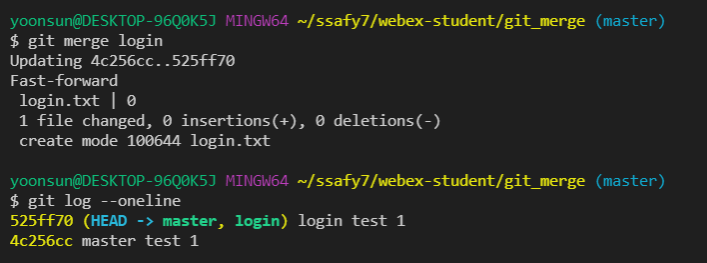 yoonsun@DESKTOP-96Q0K5J MINGW64 ~/ssafy7/webex-student/git_merge (master)
$ git merge login
Updating 4c256cc..525ff70
Fast-forward
 login.txt | 0
 1 file changed, 0 insertions(+), 0 deletions(-)
 create mode 100644 login.txt
yoonsun@DESKTOP-96Q0K5J MINGW64 ~/ssafy7/webex-student/git_merge (master)
$ git log --oneline
525ff70 (HEAD -> master, login) login test 1
4c256cc master test 1